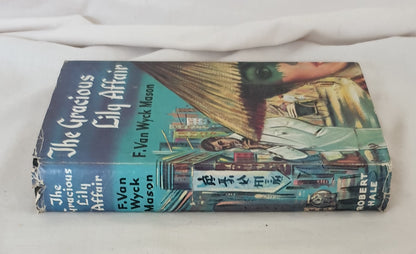 The Gracious
Lily Affair
F. Van Wyck Mason
The
Gracious
Lily
Affair
F. Van
Wyck
Mason
ROBERT
HALE